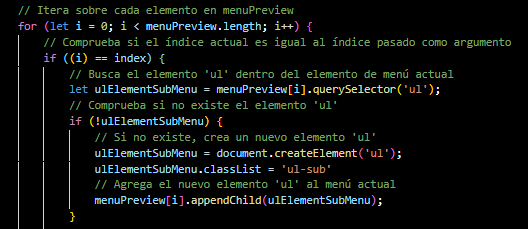 // Itera sobre cada elemento en menuPreview
for (let i = 0; i < menuPreview.length; i++) {
// Comprueba si el índice actual es igual al índice pasado como argumento
if ((i) == index) {
// Busca el elemento 'ul' dentro del elemento de menú actual
let ulElementSubMenu = menuPreview[i].querySelector('ul');
// Comprueba si no existe el elemento 'ul'
if (!ulElementSubMenu) {
// Si no existe, crea un nuevo elemento 'ul'
ulElementSubMenu = document.createElement('ul');
ulElementSubMenu.classList = 'ul-sub'
// Agrega el nuevo elemento 'ul' al menú actual
menuPreview[i].appendChild(ulElementSubMenu);
}